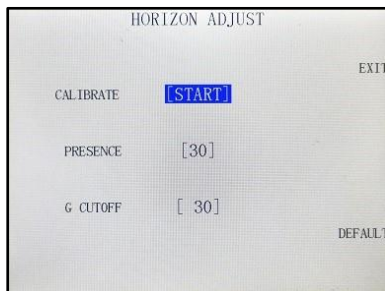 HORIZON ADJUST
EXIT
CALIBRATE [START]
PRESENCE [30]
G CUTOFF [ 30]
DEFAULT